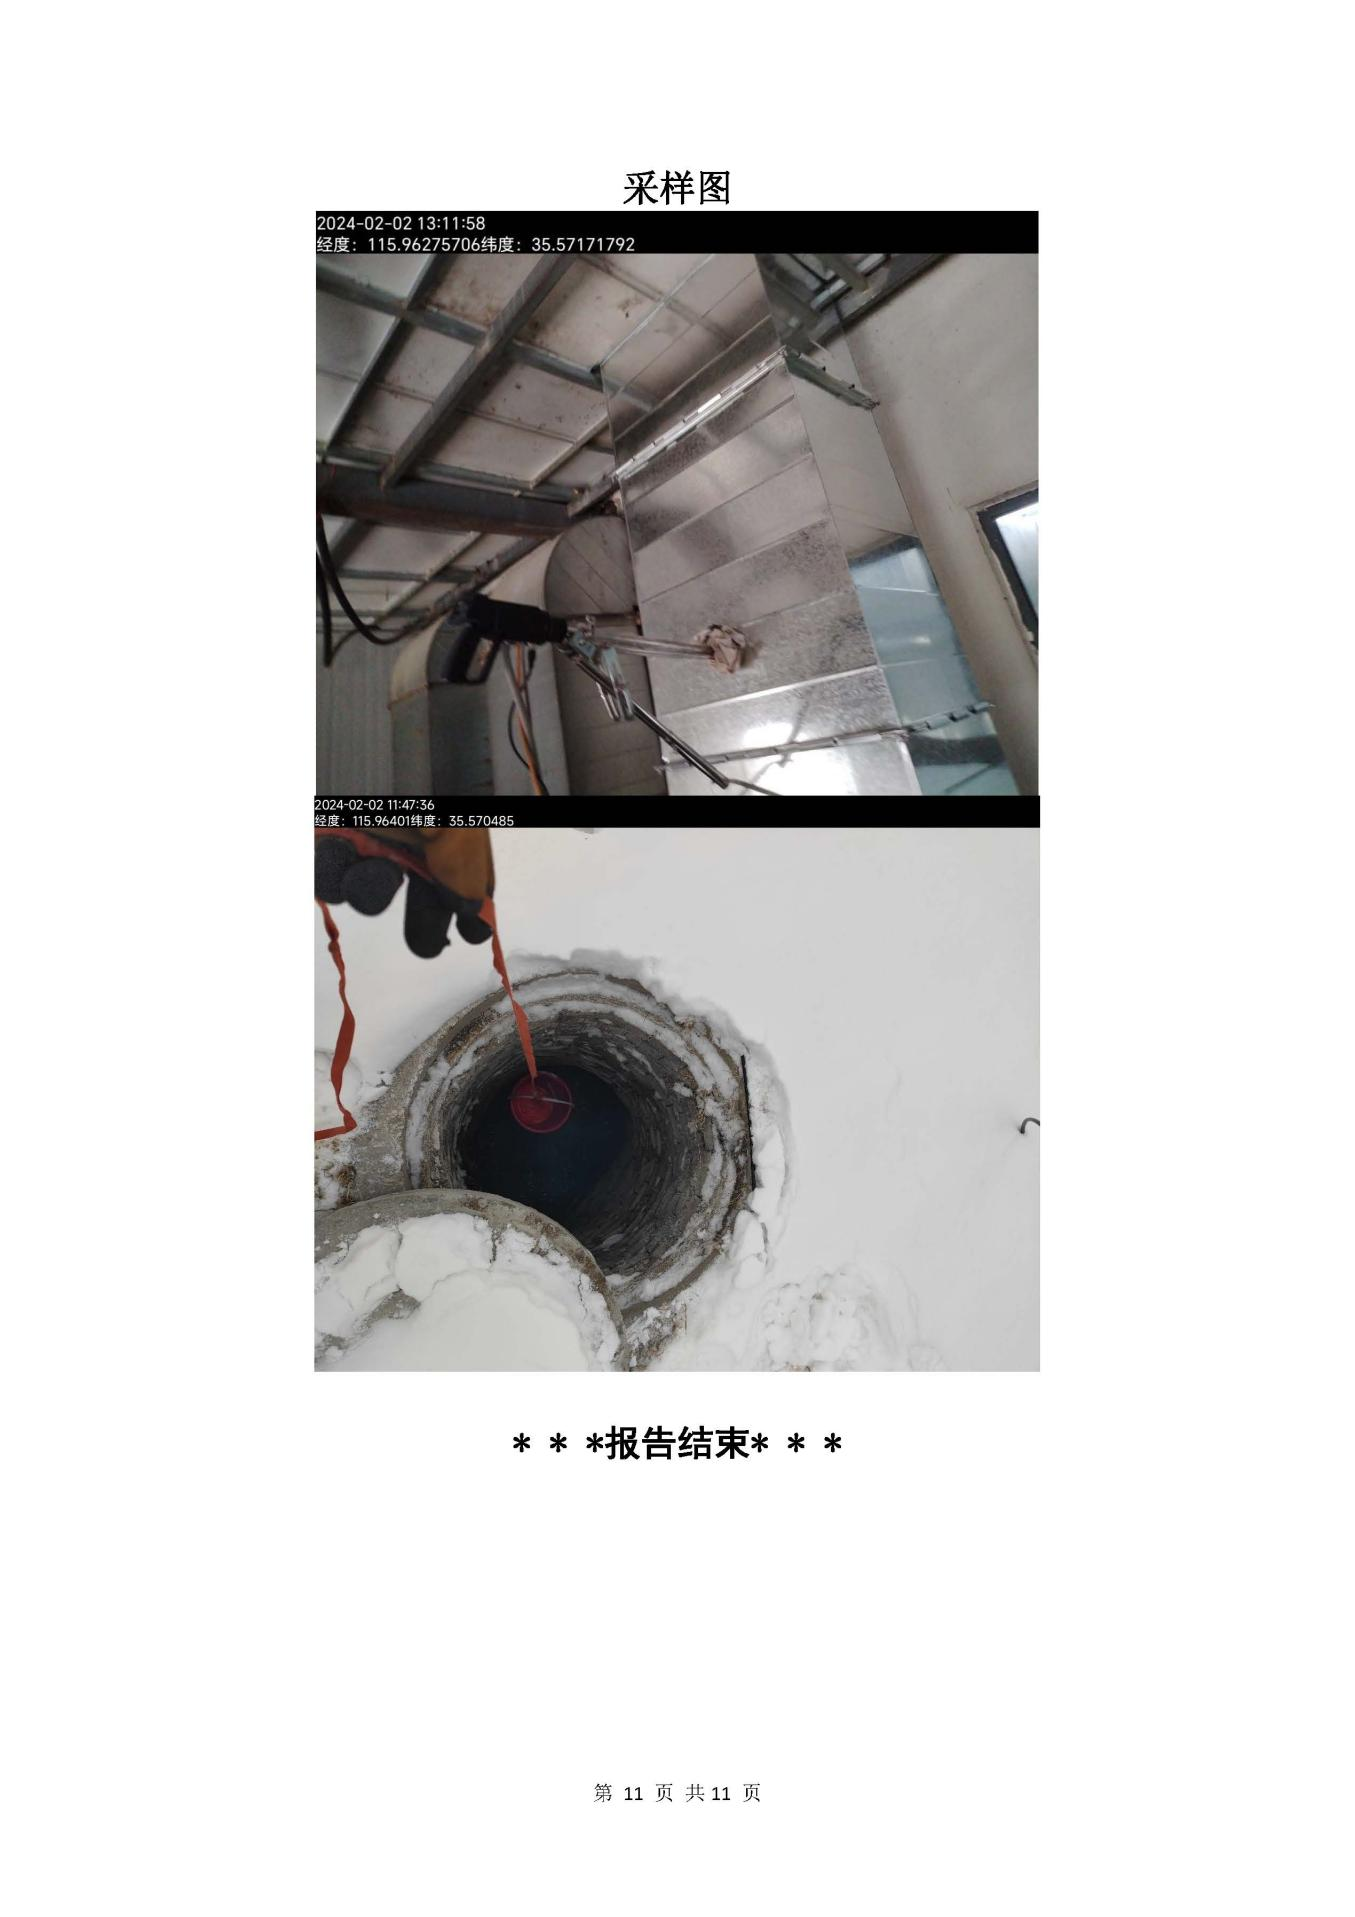 采样图
2024-02-02 13:11:58
经度：115.96275706纬度：35.57171792
2024-02-02 11:47:36
经度：115.96401纬度：35.570485
* * *报告结束* * *
第 11 页 共 11 页